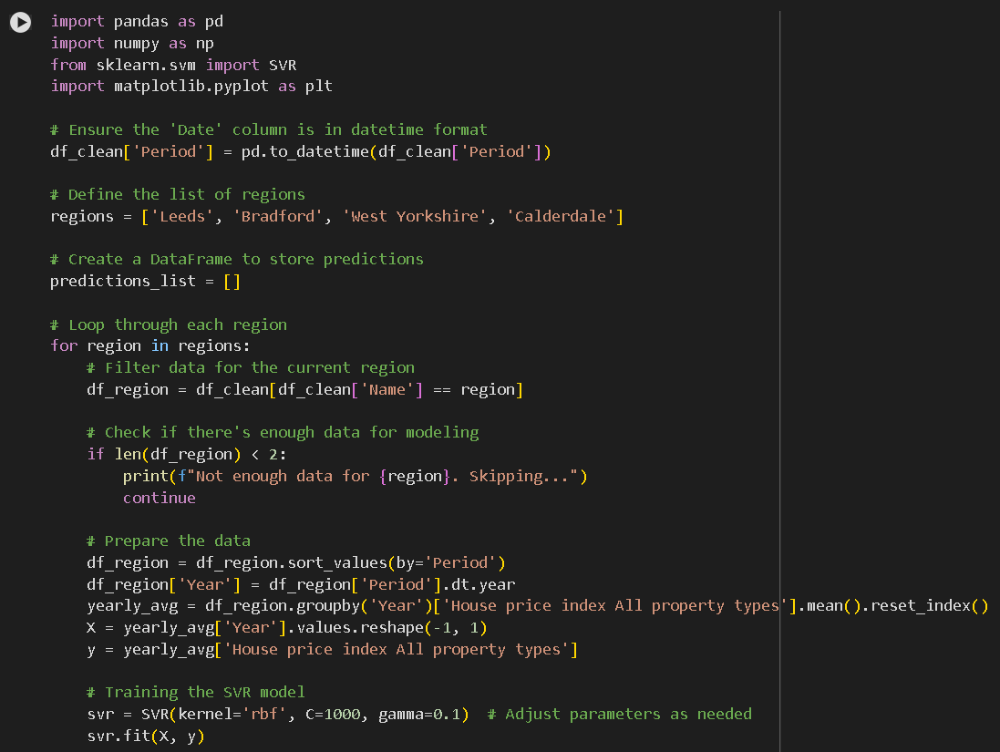 import pandas as pd
import numpy as np
from sklearn.svm import SVR
import matplotlib.pyplot as plt

# Ensure the 'Date' column is in datetime format
df_clean['Period'] = pd.to_datetime(df_clean['Period'])

# Define the list of regions
regions = ['Leeds', 'Bradford', 'West Yorkshire', 'Calderdale']

# Create a DataFrame to store predictions
predictions_list = []

# Loop through each region
for region in regions:
    # Filter data for the current region
    df_region = df_clean[df_clean['Name'] == region]

    # Check if there's enough data for modeling
    if len(df_region) < 2:
        print(f"Not enough data for {region}. Skipping...")
        continue

    # Prepare the data
    df_region = df_region.sort_values(by='Period')
    df_region['Year'] = df_region['Period'].dt.year
    yearly_avg = df_region.groupby('Year')['House price index All property types'].mean().reset_index()
    X = yearly_avg['Year'].values.reshape(-1, 1)
    y = yearly_avg['House price index All property types']

    # Training the SVR model
    svr = SVR(kernel='rbf', C=1000, gamma=0.1)  # Adjust parameters as needed
    svr.fit(X, y)